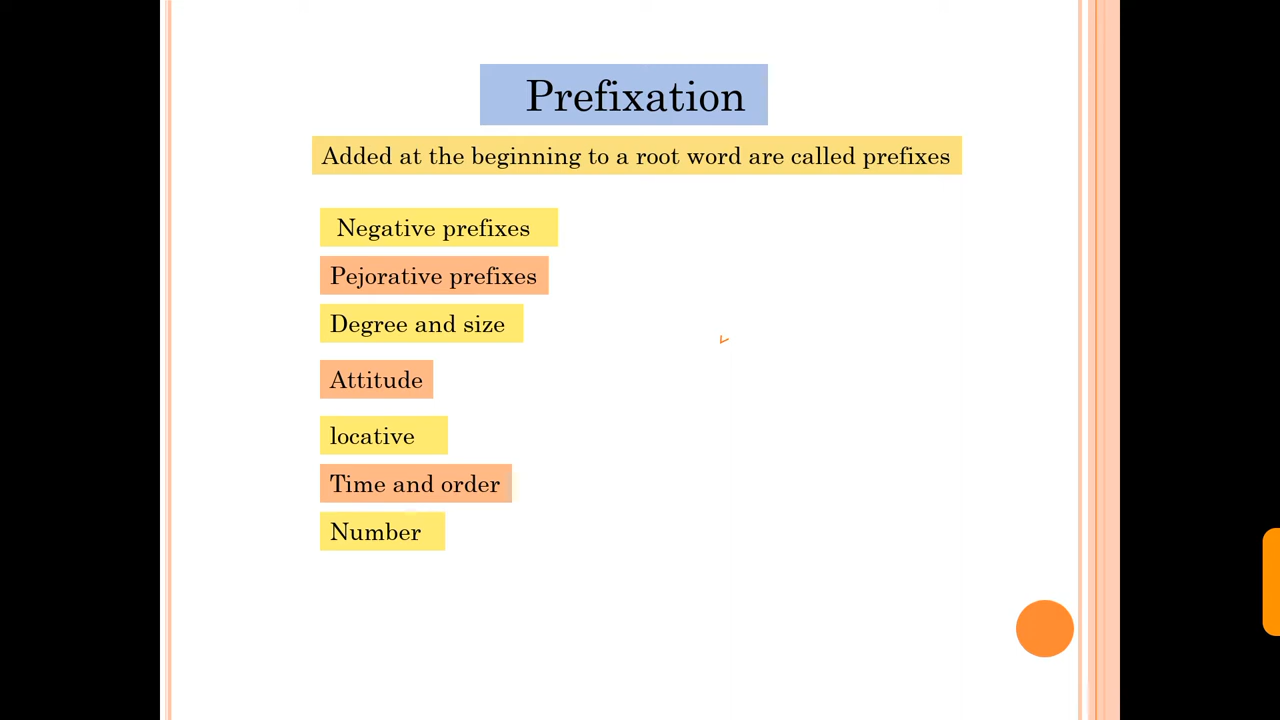 Prefixation
Added at the beginning to a root word are called prefixes
Negative prefixes
Pejorative prefixes
Degree and size
Attitude
locative
Time and order
Number